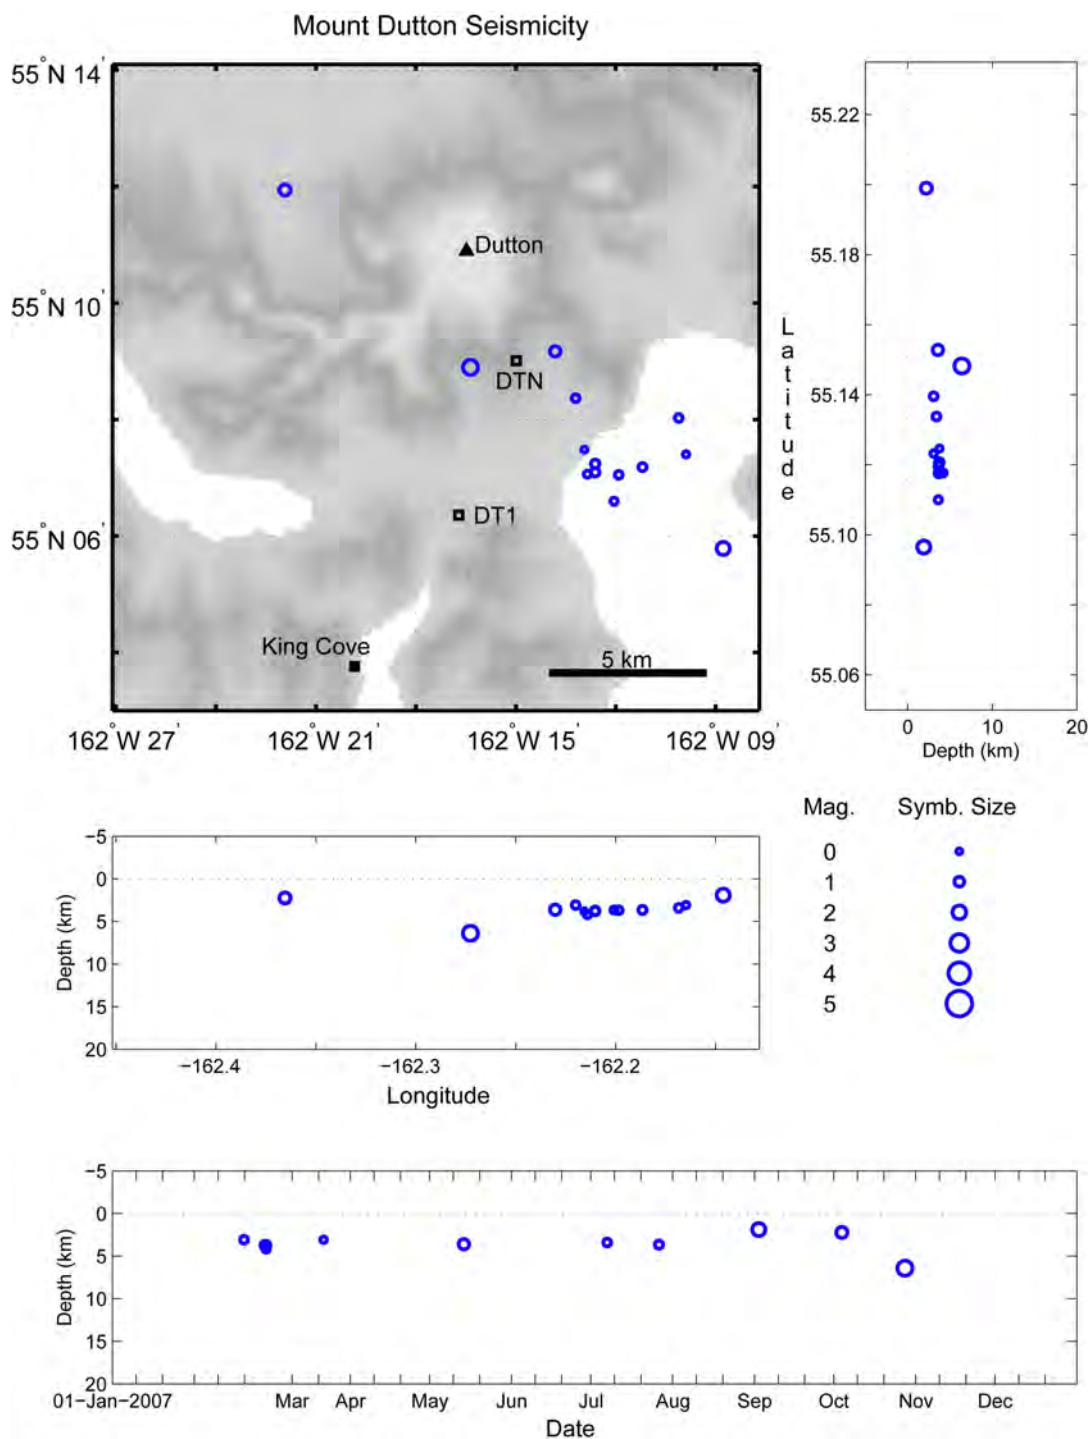 Mount Dutton Seismicity
55°N 14'
55°N 10'
55°N 06'
Dutton
DTN
DT1
King Cove
5 km
162°W 27' 162°W 21' 162°W 15' 162°W 09'
Latitude
55.22
55.18
55.14
55.10
55.06
0 10 20
Depth (km)
Mag. Symb. Size
0
1
2
3
4
5
−5
0
5
10
15
20
Depth (km)
−162.4 −162.3 −162.2
Longitude
−5
0
5
10
15
20
Depth (km)
01−Jan−2007 Mar Apr May Jun Jul Aug Sep Oct Nov Dec
Date